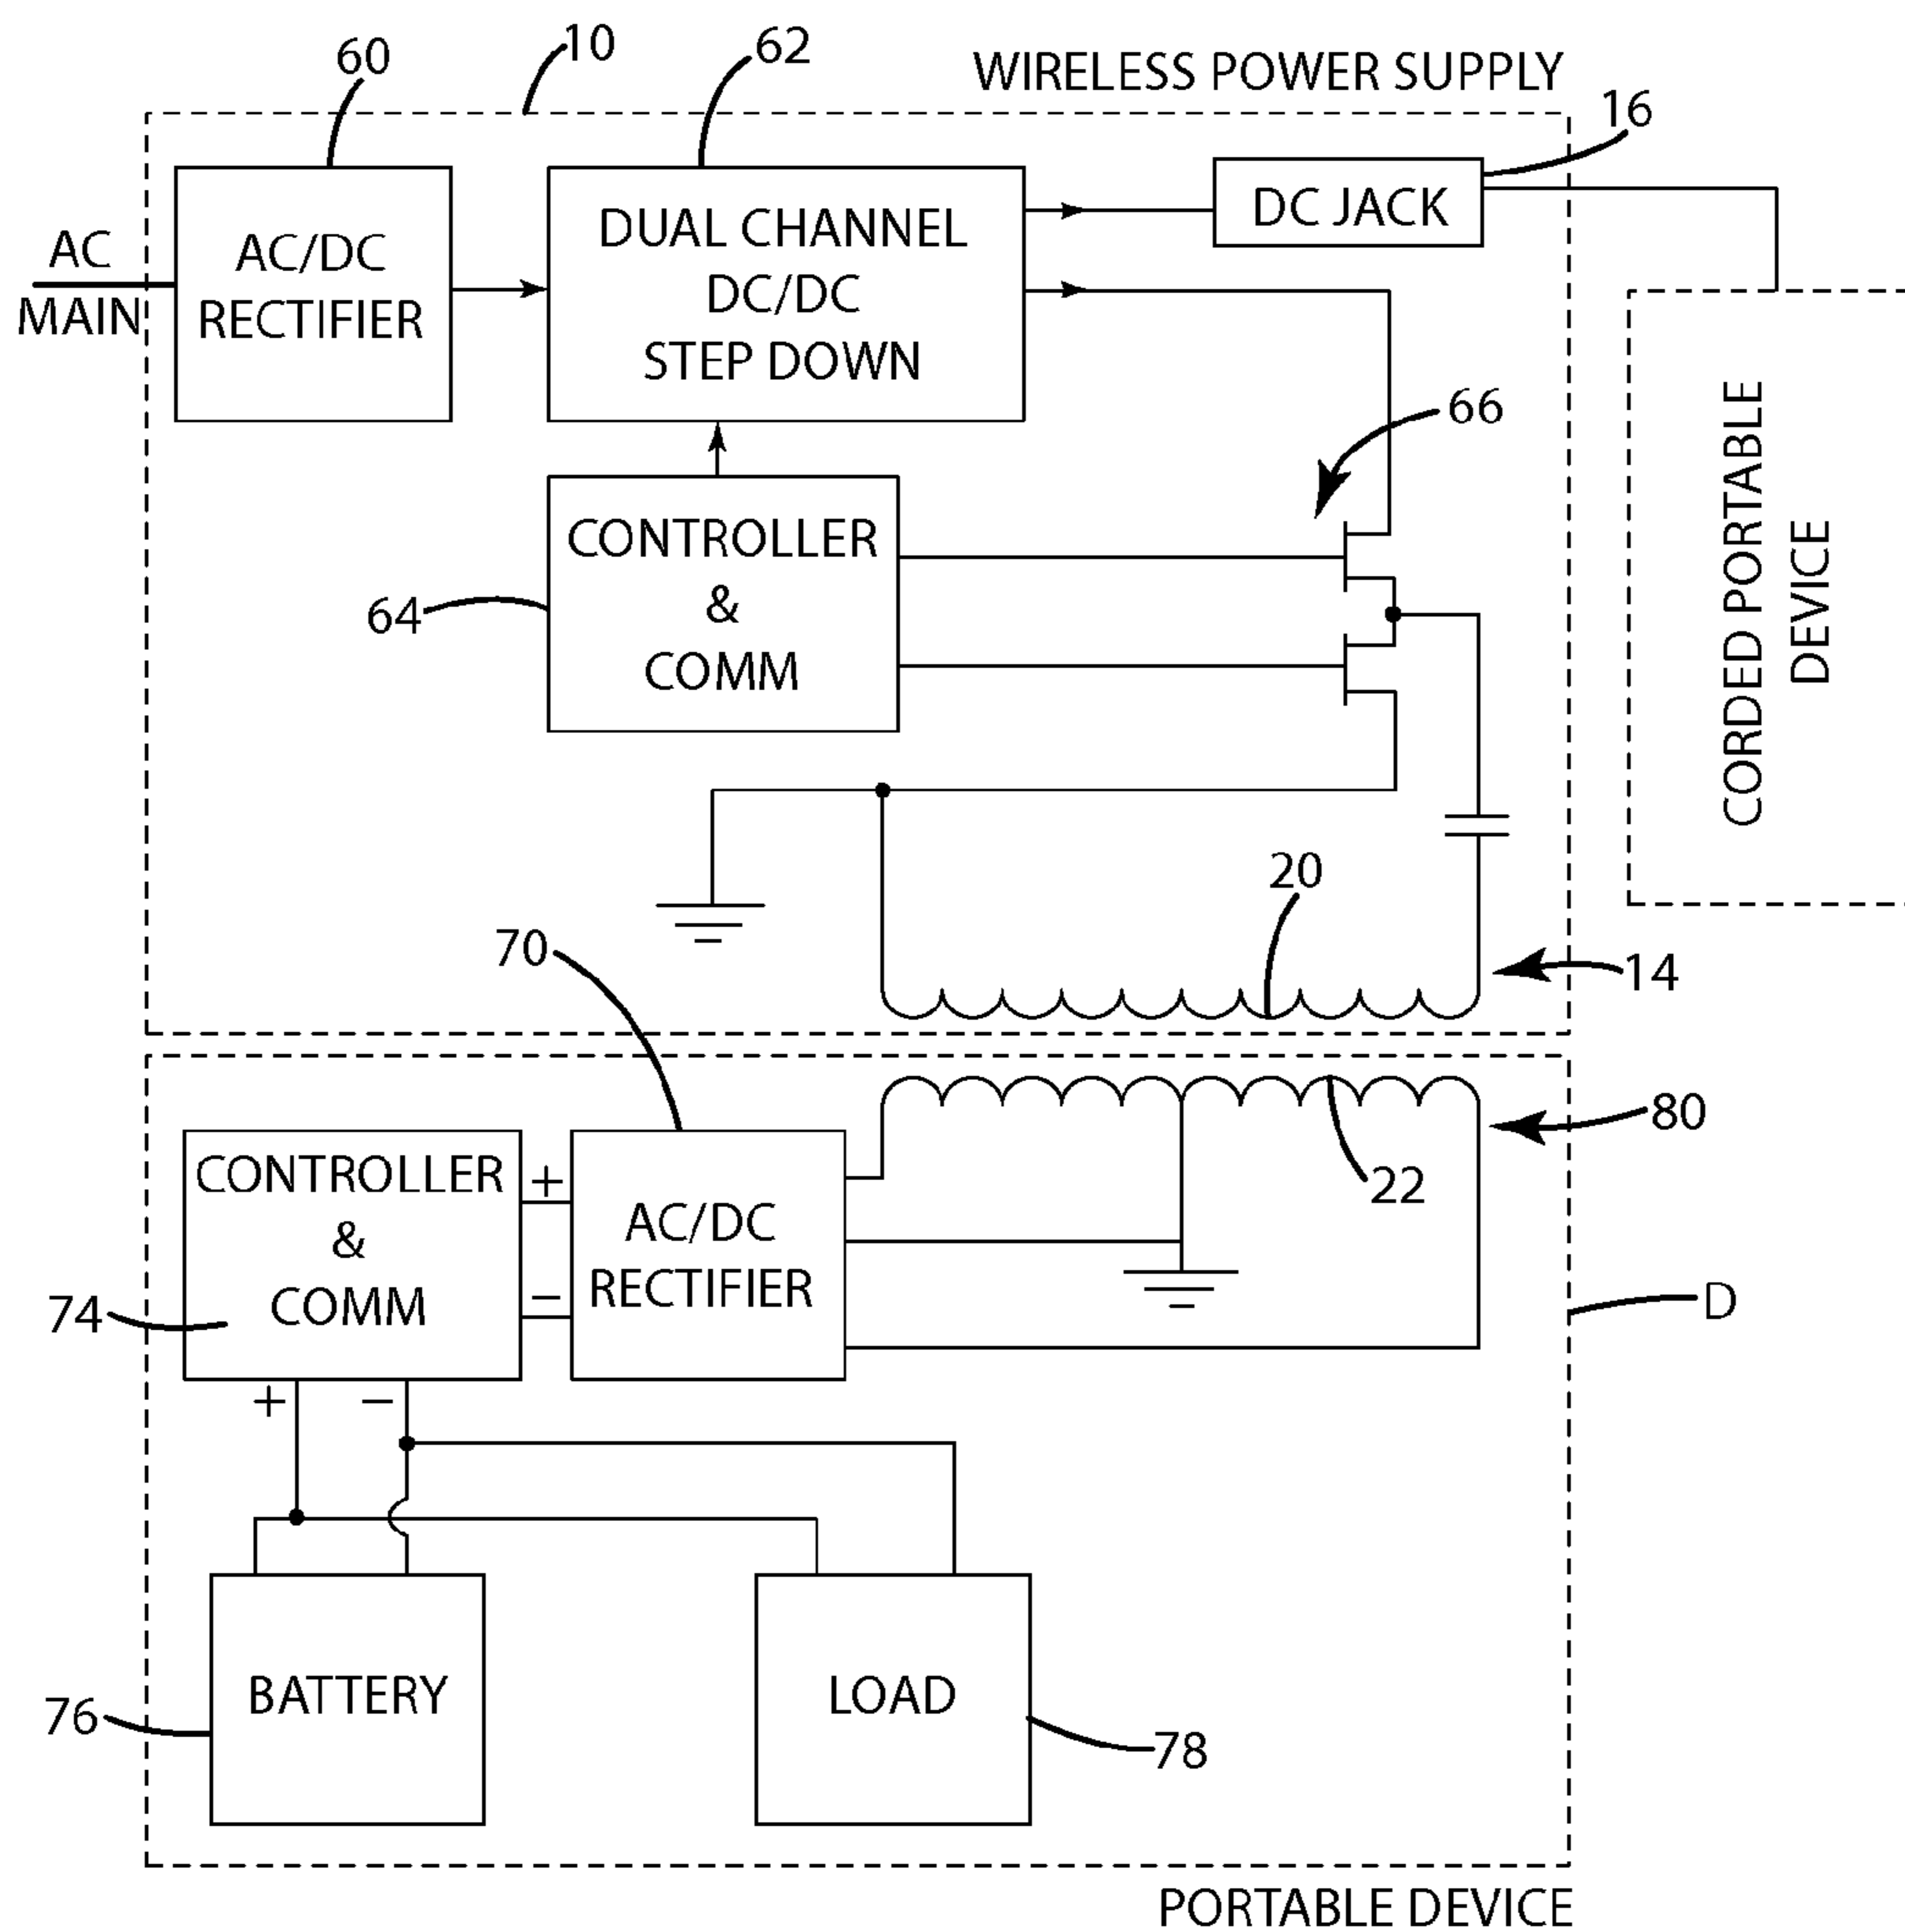 60
10
62
WIRELESS POWER SUPPLY
16
AC
MAIN
AC/DC
RECTIFIER
DUAL CHANNEL
DC/DC
STEP DOWN
DC JACK
66
CORDED PORTABLE
DEVICE
CONTROLLER
&
COMM
64
20
70
14
80
22
CONTROLLER
&
COMM
+
−
AC/DC
RECTIFIER
74
D
+
−
BATTERY
76
LOAD
78
PORTABLE DEVICE